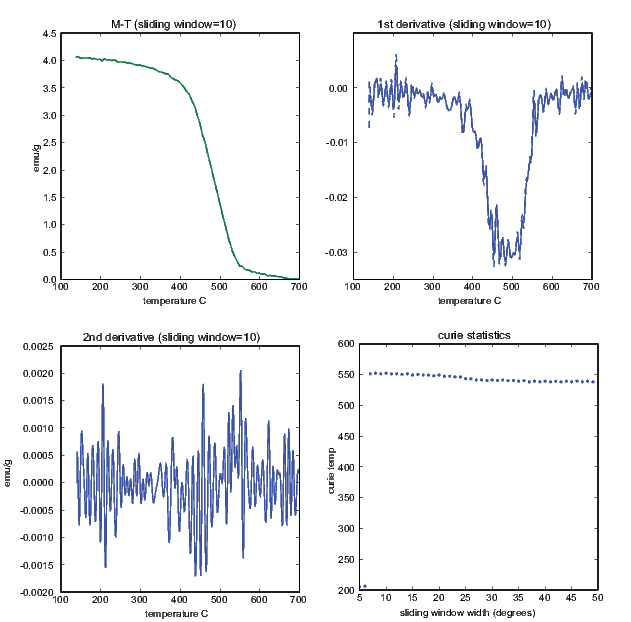 M-T (sliding window=10)
4.5
4.0
3.5
3.0
2.5
2.0
1.5
1.0
0.5
0.0
emu/g
100 200 300 400 500 600 700
temperature C
1st derivative (sliding window=10)
0.00
-0.01
-0.02
-0.03
100 200 300 400 500 600 700
temperature C
2nd derivative (sliding window=10)
0.0025
0.0020
0.0015
0.0010
0.0005
0.0000
-0.0005
-0.0010
-0.0015
-0.0020
emu/g
100 200 300 400 500 600 700
temperature C
curie statistics
600
550
500
450
400
350
300
250
200
curie temp
5 10 15 20 25 30 35 40 45 50
sliding window width (degrees)